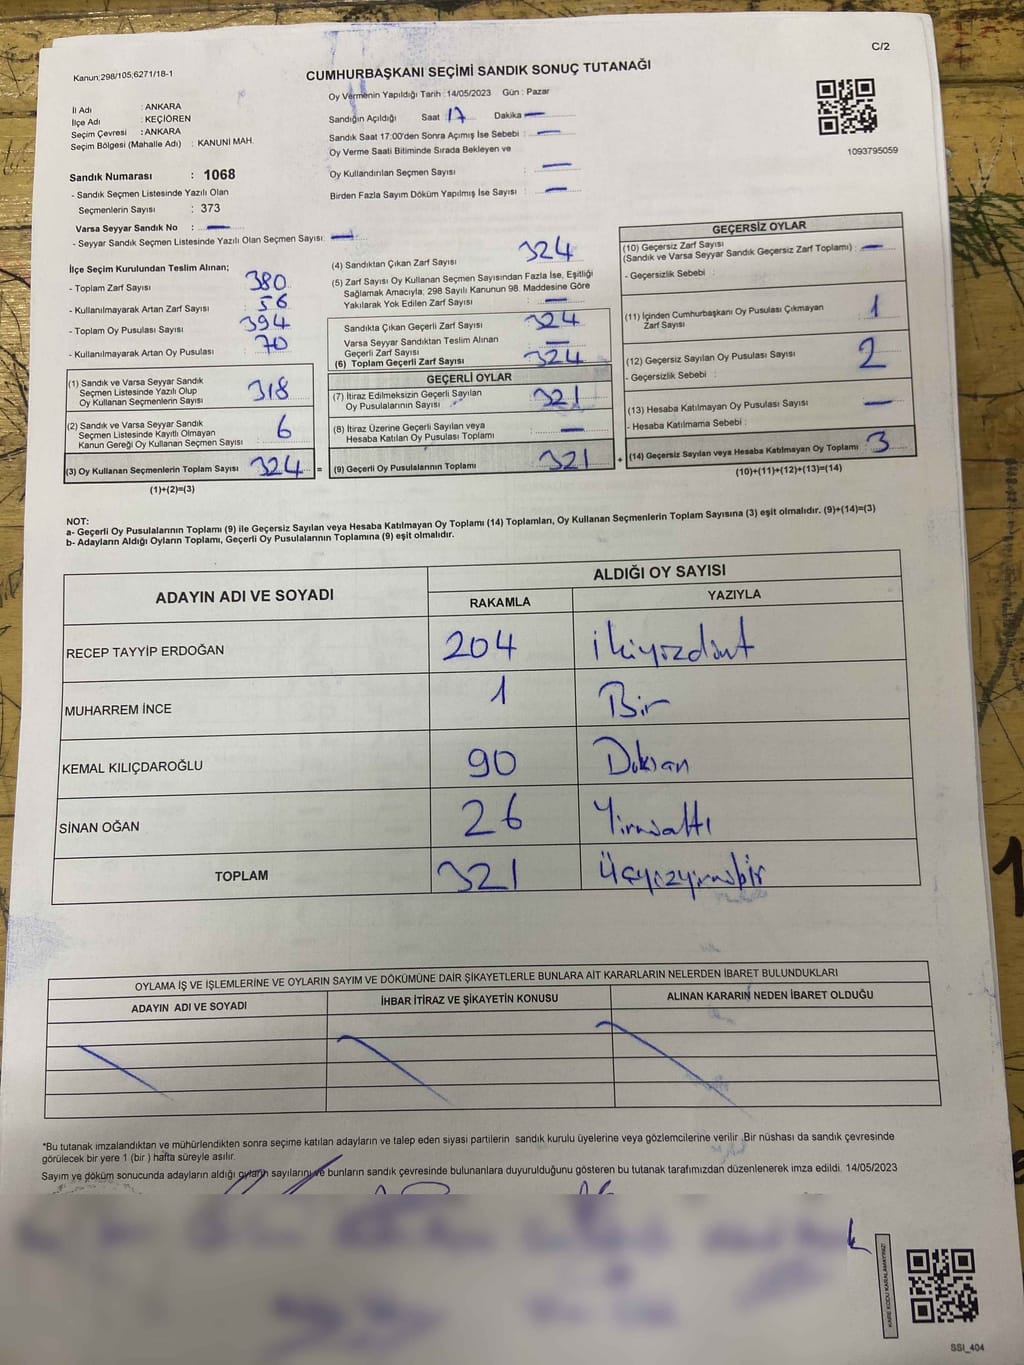 C/2
Kanun;298/105;6271/18-1
CUMHURBAŞKANI SEÇİMİ SANDIK SONUÇ TUTANAĞI
Oy Vermenin Yapıldığı Tarih : 14/05/2023 Gün : Pazar
İl Adı : ANKARA
İlçe Adı : KEÇİÖREN
Seçim Çevresi : ANKARA
Seçim Bölgesi (Mahalle Adı) : KANUNİ MAH.
Sandığın Açıldığı Saat 17 Dakika —
Sandık Saat 17:00'den Sonra Açımış İse Sebebi : —
Oy Verme Saati Bitiminde Sırada Bekleyen ve
Oy Kullandırılan Seçmen Sayısı : —
Birden Fazla Sayım Döküm Yapılmış İse Sayısı : —
1093795059
Sandık Numarası : 1068
- Sandık Seçmen Listesinde Yazılı Olan
Seçmenlerin Sayısı : 373
Varsa Seyyar Sandık No : —
- Seyyar Sandık Seçmen Listesinde Yazılı Olan Seçmen Sayısı: —
İlçe Seçim Kurulundan Teslim Alınan;
- Toplam Zarf Sayısı : 380
- Kullanılmayarak Artan Zarf Sayısı : 56
- Toplam Oy Pusulası Sayısı : 394
- Kullanılmayarak Artan Oy Pusulası : 70
(1) Sandık ve Varsa Seyyar Sandık
Seçmen Listesinde Yazılı Olup
Oy Kullanan Seçmenlerin Sayısı : 318
(2) Sandık ve Varsa Seyyar Sandık
Seçmen Listesinde Kayıtlı Olmayan
Kanun Gereği Oy Kullanan Seçmen Sayısı : 6
(3) Oy Kullanan Seçmenlerin Toplam Sayısı : 324 =
(1)+(2)=(3)
(4) Sandıktan Çıkan Zarf Sayısı : 324
(5) Zarf Sayısı Oy Kullanan Seçmen Sayısından Fazla İse, Eşitliği
Sağlamak Amacıyla; 298 Sayılı Kanunun 98. Maddesine Göre
Yakılarak Yok Edilen Zarf Sayısı : —
Sandıkta Çıkan Geçerli Zarf Sayısı : 324
Varsa Seyyar Sandıktan Teslim Alınan
Geçerli Zarf Sayısı : —
(6) Toplam Geçerli Zarf Sayısı : 324
GEÇERLİ OYLAR
(7) İtiraz Edilmeksizin Geçerli Sayılan
Oy Pusulalarının Sayısı : 321
(8) İtiraz Üzerine Geçerli Sayılan veya
Hesaba Katılan Oy Pusulası Toplamı : —
(9) Geçerli Oy Pusulalarının Toplamı : 321 +
GEÇERSİZ OYLAR
(10) Geçersiz Zarf Sayısı
(Sandık ve Varsa Seyyar Sandık Geçersiz Zarf Toplamı) : —
- Geçersizlik Sebebi :
(11) İçinden Cumhurbaşkanı Oy Pusulası Çıkmayan
Zarf Sayısı : 1
(12) Geçersiz Sayılan Oy Pusulası Sayısı : 2
- Geçersizlik Sebebi :
(13) Hesaba Katılmayan Oy Pusulası Sayısı : —
- Hesaba Katılmama Sebebi :
(14) Geçersiz Sayılan veya Hesaba Katılmayan Oy Toplamı : 3
(10)+(11)+(12)+(13)=(14)
NOT:
a- Geçerli Oy Pusulalarının Toplamı (9) ile Geçersiz Sayılan veya Hesaba Katılmayan Oy Toplamı (14) Toplamları, Oy Kullanan Seçmenlerin Toplam Sayısına (3) eşit olmalıdır. (9)+(14)=(3)
b- Adayların Aldığı Oyların Toplamı, Geçerli Oy Pusulalarının Toplamına (9) eşit olmalıdır.
ADAYIN ADI VE SOYADI
ALDIĞI OY SAYISI
RAKAMLA YAZIYLA
RECEP TAYYİP ERDOĞAN 204 ikiyüzdört
MUHARREM İNCE 1 Bir
KEMAL KILIÇDAROĞLU 90 Doksan
SİNAN OĞAN 26 Yirmialtı
TOPLAM 321 Üçyüzyirmibir
OYLAMA İŞ VE İŞLEMLERİNE VE OYLARIN SAYIM VE DÖKÜMÜNE DAİR ŞİKAYETLERLE BUNLARA AİT KARARLARIN NELERDEN İBARET BULUNDUKLARI
ADAYIN ADI VE SOYADI İHBAR İTİRAZ VE ŞİKAYETİN KONUSU ALINAN KARARIN NEDEN İBARET OLDUĞU
*Bu tutanak imzalandıktan ve mühürlendikten sonra seçime katılan adayların ve talep eden siyasi partilerin sandık kurulu üyelerine veya gözlemcilerine verilir. Bir nüshası da sandık çevresinde
görülecek bir yere 1 (bir ) hafta süreyle asılır.
Sayım ve döküm sonucunda adayların aldığı oyların sayılarını ve bunların sandık çevresinde bulunanlara duyurulduğunu gösteren bu tutanak tarafımızdan düzenlenerek imza edildi. 14/05/2023
KARE KODU KARALAMAYINIZ!
SSI_404